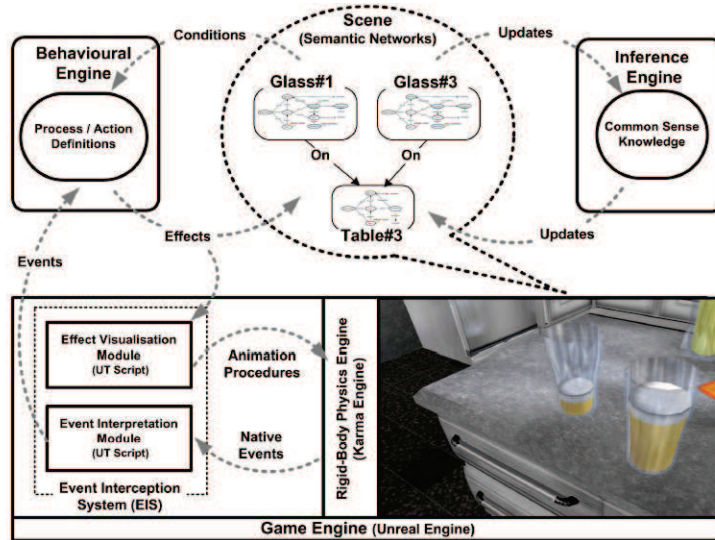 Scene
(Semantic Networks)
Conditions
Updates
Behavioural
Engine
Process / Action
Definitions
Glass#1
Glass#3
On
On
Table#3
Inference
Engine
Common Sense
Knowledge
Effects
Updates
Events
Effect Visualisation
Module
(UT Script)
Animation
Procedures
Event Interpretation
Module
(UT Script)
Native
Events
Event Interception
System (EIS)
Rigid-Body Physics Engine
(Karma Engine)
Game Engine (Unreal Engine)